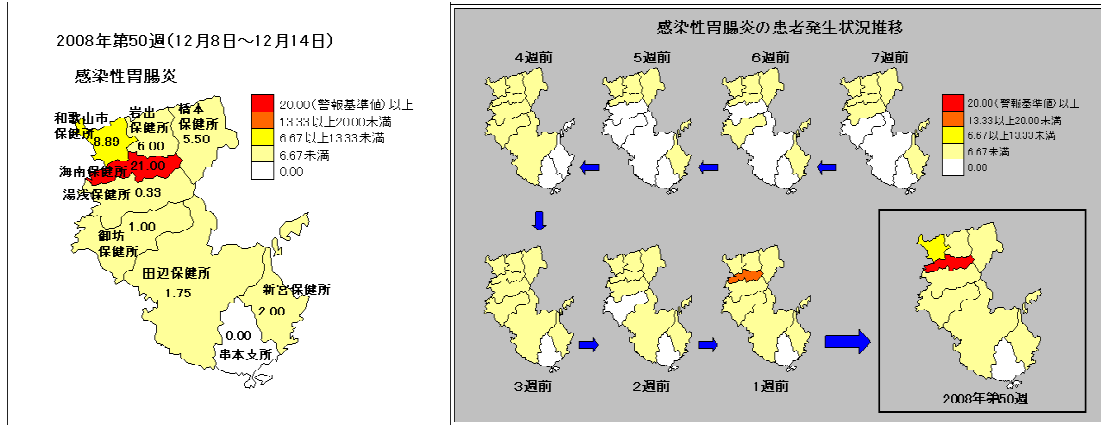 2008年第50週(12月8日～12月14日)
感染性胃腸炎
20.00(警報基準値)以上
13.33以上20.00未満
6.67以上13.33未満
6.67未満
0.00
和歌山市
保健所
8.89
岩出
保健所
6.00
橋本
保健所
5.50
海南保健所
21.00
湯浅保健所
0.33
御坊
保健所
1.00
田辺保健所
1.75
新宮保健所
2.00
0.00
串本支所
感染性胃腸炎の患者発生状況推移
4週前
5週前
6週前
7週前
20.00(警報基準値)以上
13.33以上20.00未満
6.67以上13.33未満
6.67未満
0.00
3週前
2週前
1週前
2008年第50週